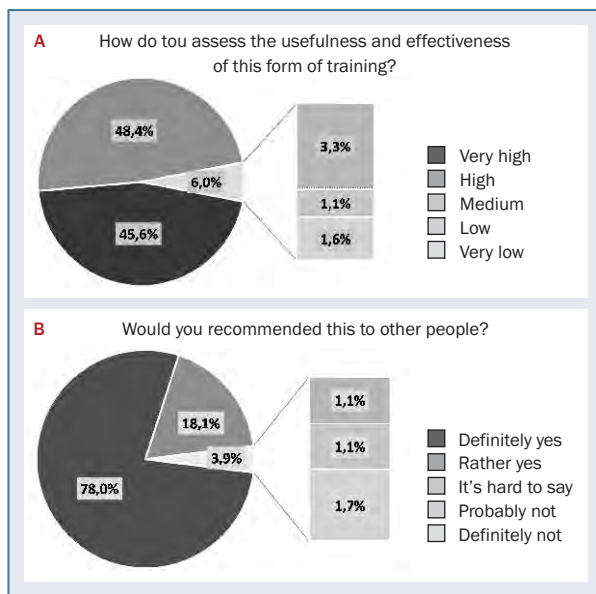 A How do tou assess the usefulness and effectiveness
of this form of training?
48,4%
6,0%
45,6%
3,3%
1,1%
1,6%
Very high
High
Medium
Low
Very low
B Would you recommended this to other people?
18,1%
3,9%
78,0%
1,1%
1,1%
1,7%
Definitely yes
Rather yes
It's hard to say
Probably not
Definitely not